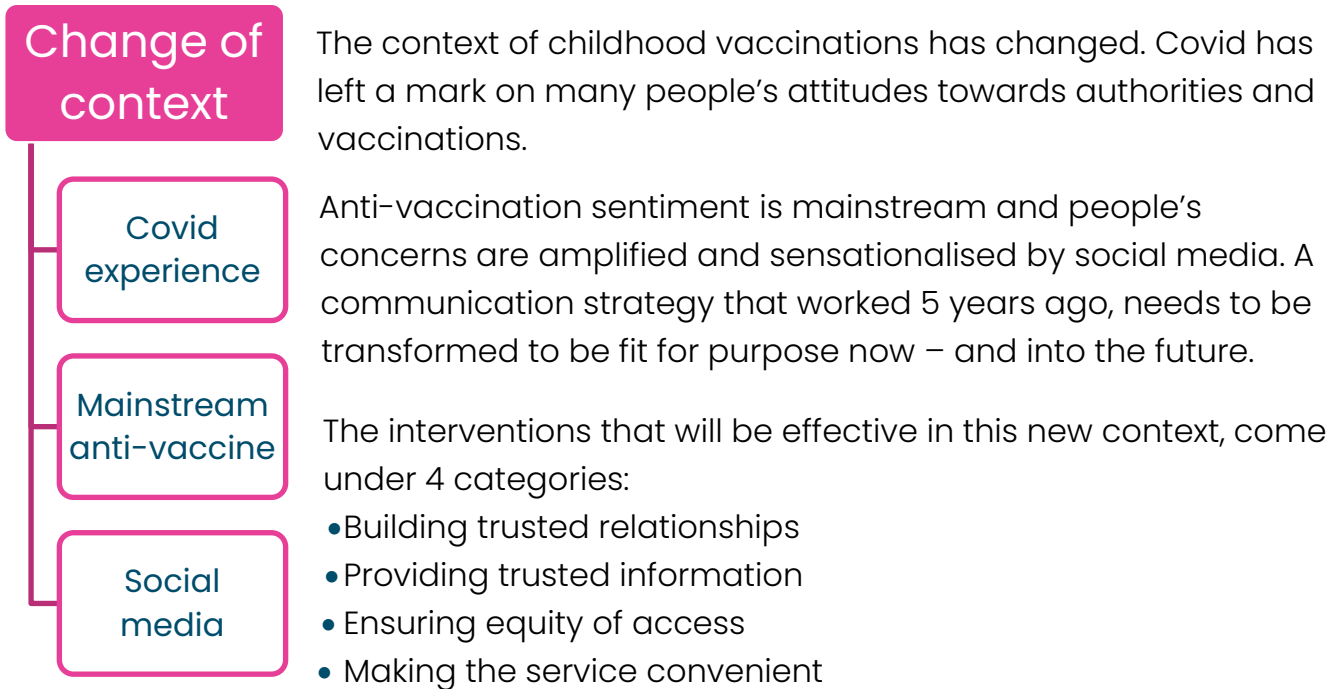 Change of
context
Covid
experience
Mainstream
anti-vaccine
Social
media
The context of childhood vaccinations has changed. Covid has
left a mark on many people’s attitudes towards authorities and
vaccinations.
Anti-vaccination sentiment is mainstream and people’s
concerns are amplified and sensationalised by social media. A
communication strategy that worked 5 years ago, needs to be
transformed to be fit for purpose now – and into the future.
The interventions that will be effective in this new context, come
under 4 categories:
•Building trusted relationships
•Providing trusted information
• Ensuring equity of access
• Making the service convenient